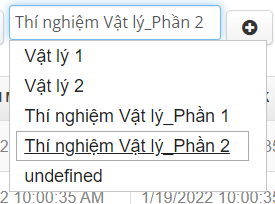 Thí nghiệm Vật lý_Phần 2
Vật lý 1
Vật lý 2
Thí nghiệm Vật lý_Phần 1
Thí nghiệm Vật lý_Phần 2
undefined
10:00:35 AM 1/19/2022 10:00:35